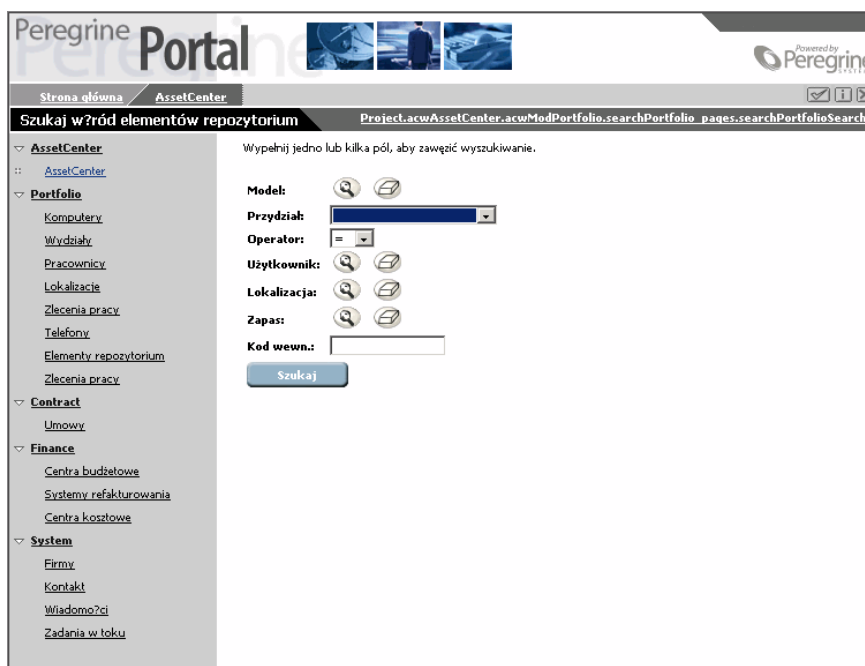 Peregrine Portal
Powered by
Peregrine
Strona główna
AssetCenter
Szukaj w?ród elementów repozytorium
Project.acwAssetCenter.acwModPortfolio.searchPortfolio_pages.searchPortfolioSearch
AssetCenter
AssetCenter
Portfolio
Komputery
Wydziały
Pracownicy
Lokalizacje
Zlecenia pracy
Telefony
Elementy repozytorium
Zlecenia pracy
Contract
Umowy
Finance
Centra budżetowe
Systemy refakturowania
Centra kosztowe
System
Firmy
Kontakt
Wiadomo?ci
Zadania w toku
Wypełnij jedno lub kilka pól, aby zawęzić wyszukiwanie.
Model:
Przydział:
Operator: =
Użytkownik:
Lokalizacja:
Zapas:
Kod wewn.:
Szukaj